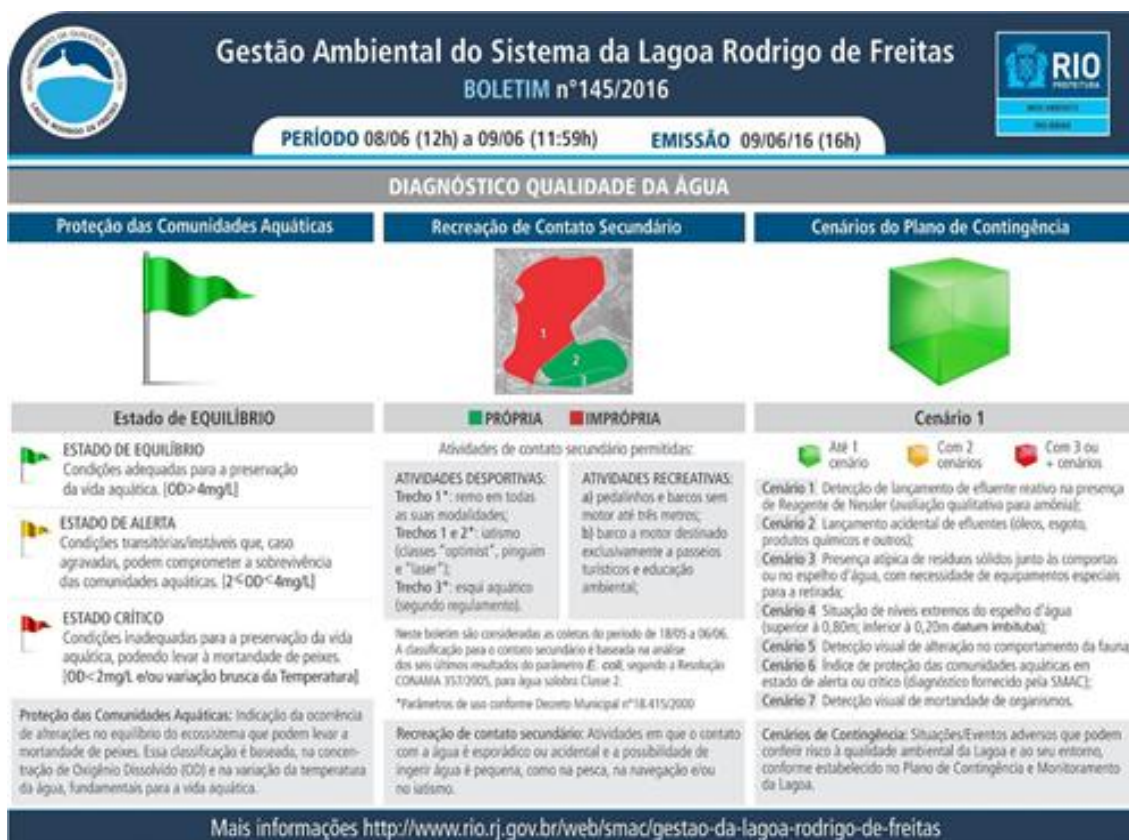 Gestão Ambiental do Sistema da Lagoa Rodrigo de Freitas
BOLETIM n°145/2016
RIO
PREFEITURA
MEIO AMBIENTE
LAGOA RODRIGO DE FREITAS
PERÍODO 08/06 (12h) a 09/06 (11:59h) EMISSÃO 09/06/16 (16h)
DIAGNÓSTICO QUALIDADE DA ÁGUA
Proteção das Comunidades Aquáticas
Estado de EQUILÍBRIO
ESTADO DE EQUILÍBRIO
Condições adequadas para a preservação
da vida aquática. [OD>4mg/L]
ESTADO DE ALERTA
Condições transitórias/instáveis que, caso
agravadas, podem comprometer a sobrevivência
das comunidades aquáticas. [2≤OD<4mg/L]
ESTADO CRÍTICO
Condições inadequadas para a preservação da vida
aquática, podendo levar à mortandade de peixes.
[OD<2mg/L e/ou variação brusca da Temperatura]
Proteção das Comunidades Aquáticas: Indicação da ocorrência
de alterações no equilíbrio do ecossistema que podem levar a
mortandade de peixes. Essa classificação é baseada, na concen-
tração de Oxigênio Dissolvido (OD) e na variação da temperatura
da água, fundamentais para a vida aquática.
Recreação de Contato Secundário
1
2
3
PRÓPRIA IMPRÓPRIA
Atividades de contato secundário permitidas:
ATIVIDADES DESPORTIVAS:
Trecho 1*: remo em todas
as suas modalidades;
Trechos 1 e 2*: iatismo
(classes "optimist", pinguim
e "laser");
Trecho 3*: esqui aquático
(segundo regulamento).
ATIVIDADES RECREATIVAS:
a) pedalinhos e barcos sem
motor até três metros;
b) barco a motor destinado
exclusivamente a passeios
turísticos e educação
ambiental;
Neste boletim são consideradas as coletas do período de 18/05 a 06/06.
A classificação para o contato secundário é baseada na análise
dos seis últimos resultados do parâmetro E. coli, segundo a Resolução
CONAMA 357/2005, para água salobra Classe 2.
*Parâmetros de uso conforme Decreto Municipal n°18.415/2000
Recreação de contato secundário: Atividades em que o contato
com a água é esporádico ou acidental e a possibilidade de
ingerir água é pequena, como na pesca, na navegação e/ou
no iatismo.
Cenários do Plano de Contingência
Cenário 1
Até 1
cenário
Com 2
cenários
Com 3 ou
+ cenários
Cenário 1 Detecção de lançamento de efluente reativo na presença
de Reagente de Nessler (avaliação qualitativa para amônia);
Cenário 2 Lançamento acidental de efluentes (óleos, esgoto,
produtos químicos e outros);
Cenário 3 Presença atípica de resíduos sólidos junto às comportas
ou no espelho d'água, com necessidade de equipamentos especiais
para a retirada;
Cenário 4 Situação de níveis extremos do espelho d'água
(superior à 0,80m; inferior à 0,20m datum imbituba);
Cenário 5 Detecção visual de alteração no comportamento da fauna;
Cenário 6 Índice de proteção das comunidades aquáticas em
estado de alerta ou crítico (diagnóstico fornecido pela SMAC);
Cenário 7 Detecção visual de mortandade de organismos.
Cenários de Contingência: Situações/Eventos adversos que podem
conferir risco à qualidade ambiental da Lagoa e ao seu entorno,
conforme estabelecido no Plano de Contingência e Monitoramento
da Lagoa.
Mais informações http://www.rio.rj.gov.br/web/smac/gestao-da-lagoa-rodrigo-de-freitas